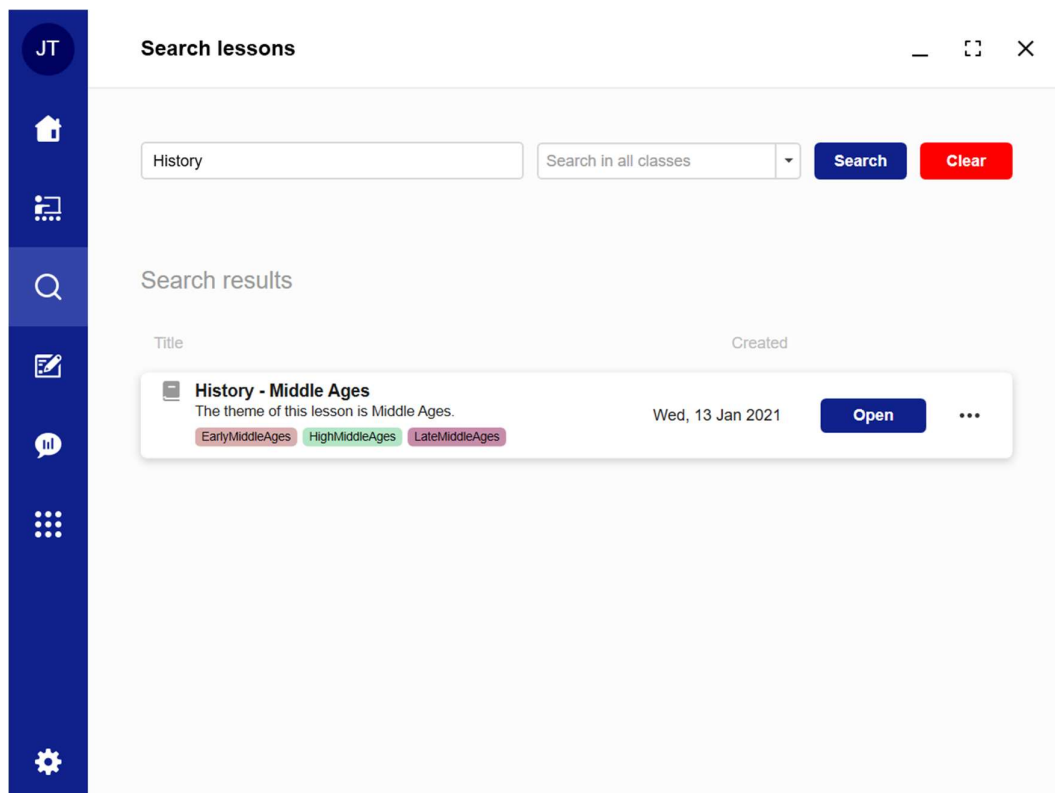 JT
Search lessons
History
Search in all classes
Search
Clear
Search results
Title
Created
History - Middle Ages
The theme of this lesson is Middle Ages.
EarlyMiddleAges HighMiddleAges LateMiddleAges
Wed, 13 Jan 2021
Open